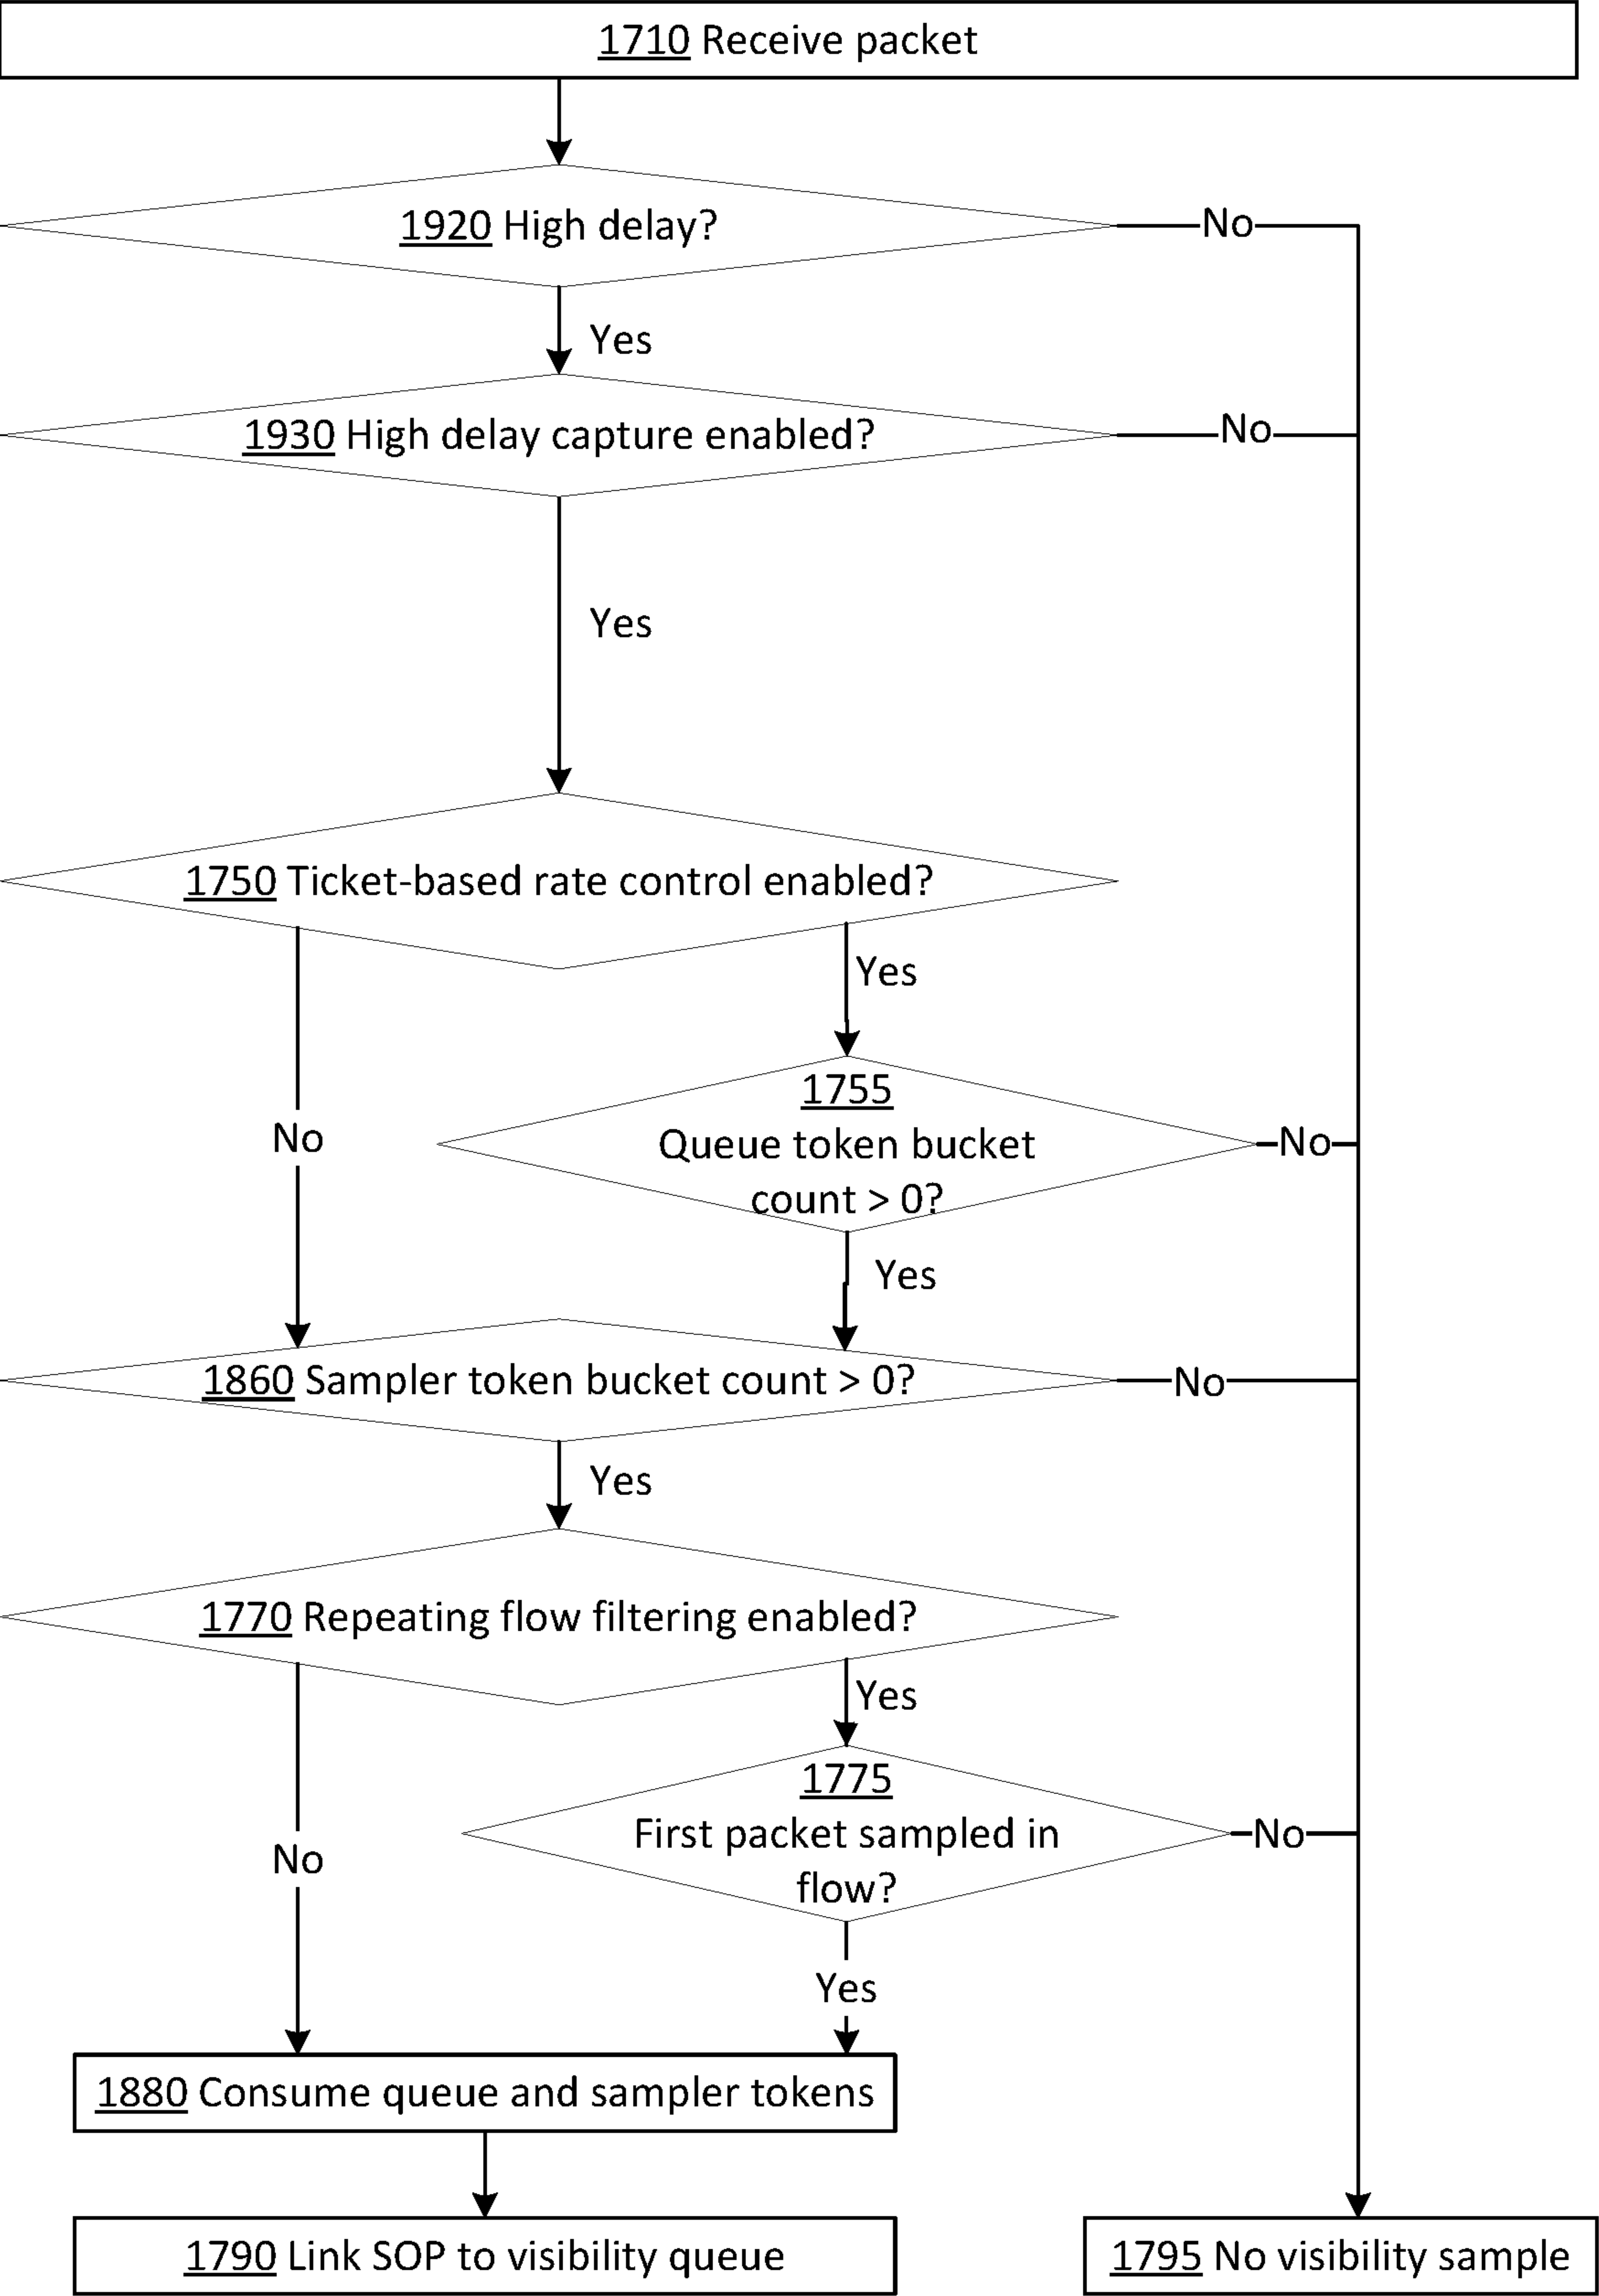 1710 Receive packet
1920 High delay?
No
Yes
1930 High delay capture enabled?
No
Yes
1750 Ticket-based rate control enabled?
Yes
No
1755
Queue token bucket
count > 0?
No
Yes
1860 Sampler token bucket count > 0?
No
Yes
1770 Repeating flow filtering enabled?
Yes
No
1775
First packet sampled in
flow?
No
Yes
1880 Consume queue and sampler tokens
1790 Link SOP to visibility queue
1795 No visibility sample